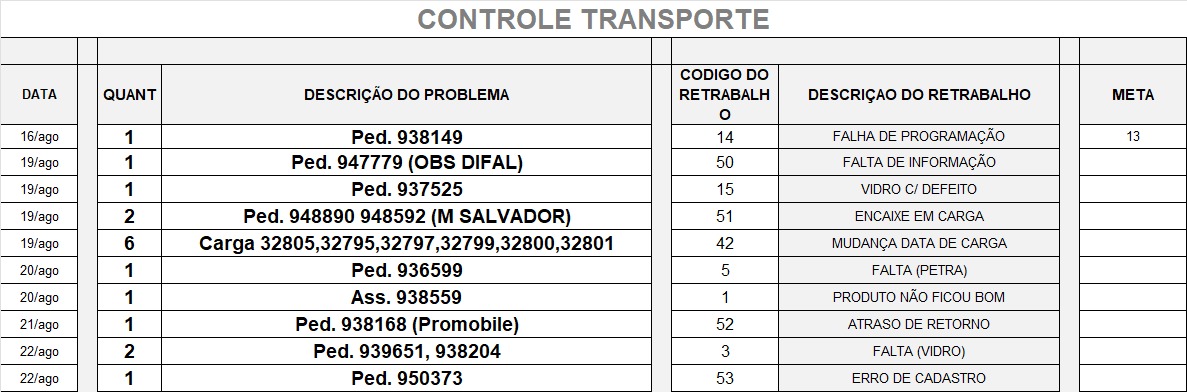 CONTROLE TRANSPORTE
DATA QUANT DESCRIÇÃO DO PROBLEMA CODIGO DO RETRABALHO DESCRIÇAO DO RETRABALHO META
16/ago 1 Ped. 938149 14 FALHA DE PROGRAMAÇÃO 13
19/ago 1 Ped. 947779 (OBS DIFAL) 50 FALTA DE INFORMAÇÃO
19/ago 1 Ped. 937525 15 VIDRO C/ DEFEITO
19/ago 2 Ped. 948890 948592 (M SALVADOR) 51 ENCAIXE EM CARGA
19/ago 6 Carga 32805,32795,32797,32799,32800,32801 42 MUDANÇA DATA DE CARGA
20/ago 1 Ped. 936599 5 FALTA (PETRA)
20/ago 1 Ass. 938559 1 PRODUTO NÃO FICOU BOM
21/ago 1 Ped. 938168 (Promobile) 52 ATRASO DE RETORNO
22/ago 2 Ped. 939651, 938204 3 FALTA (VIDRO)
22/ago 1 Ped. 950373 53 ERRO DE CADASTRO